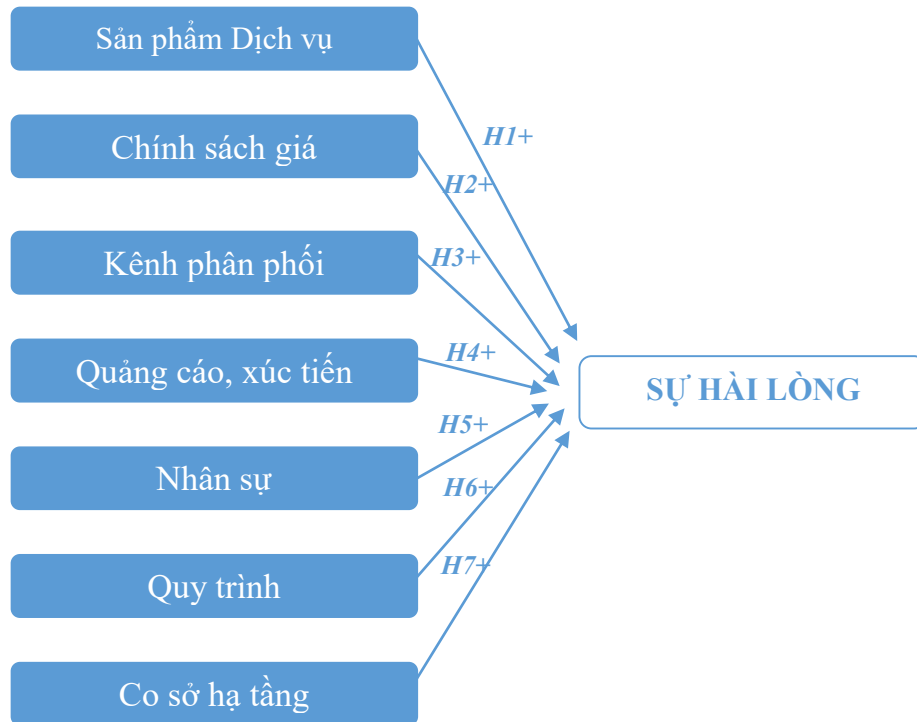 Sản phẩm Dịch vụ
H1+
Chính sách giá
H2+
Kênh phân phối
H3+
Quảng cáo, xúc tiến
H4+
SỰ HÀI LÒNG
H5+
Nhân sự
H6+
Quy trình
H7+
Co sở hạ tầng